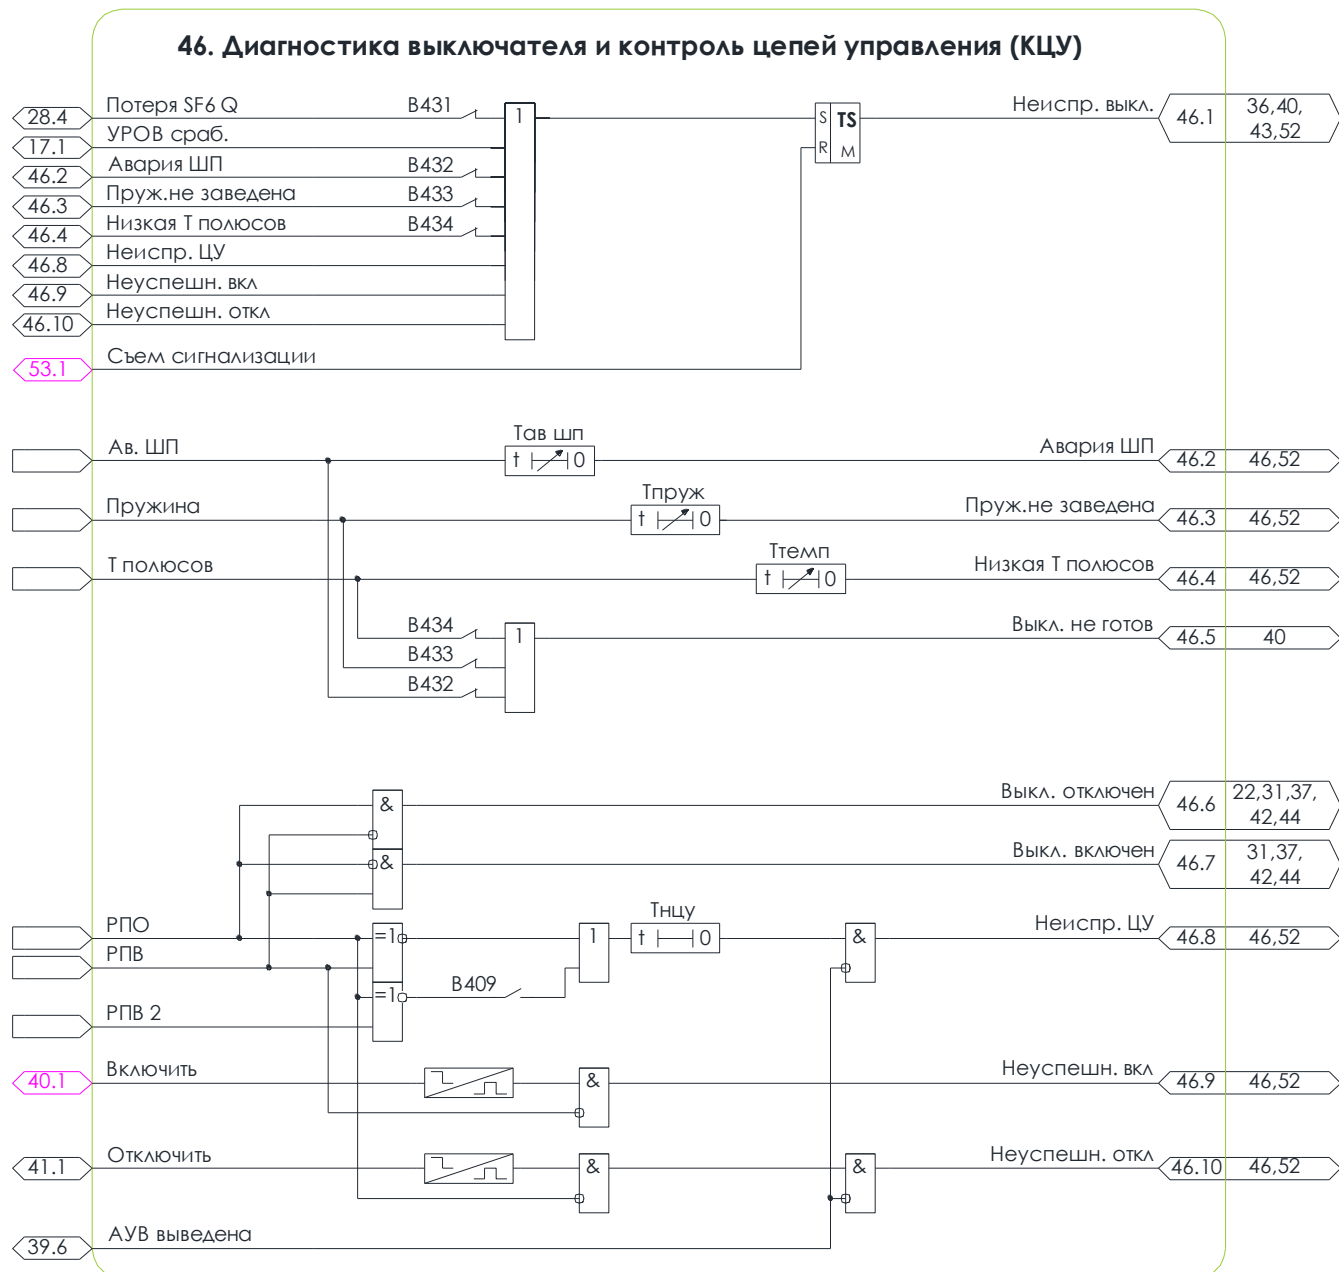 46. Диагностика выключателя и контроль цепей управления (КЦУ)
28.4 Потеря SF6 Q B431 1 S TS Неиспр. выкл. 46.1 36,40,
43,52
17.1 УРОВ сраб. R M
46.2 Авария ШП B432
46.3 Пруж.не заведена B433
46.4 Низкая Т полюсов B434
46.8 Неиспр. ЦУ
46.9 Неуспешн. вкл
46.10 Неуспешн. откл
53.1 Съем сигнализации
Тав шп
Ав. ШП t 0 Авария ШП 46.2 46,52
Тпруж
Пружина t 0 Пруж.не заведена 46.3 46,52
Ттемп
Т полюсов t 0 Низкая Т полюсов 46.4 46,52
B434 1 Выкл. не готов 46.5 40
B433
B432
& Выкл. отключен 46.6 22,31,37,
42,44
& Выкл. включен 46.7 31,37,
42,44
Тнцу
РПО =1 1 t 0 & Неиспр. ЦУ 46.8 46,52
РПВ
=1 B409
РПВ 2
40.1 Включить & Неуспешн. вкл 46.9 46,52
41.1 Отключить & & Неуспешн. откл 46.10 46,52
39.6 АУВ выведена